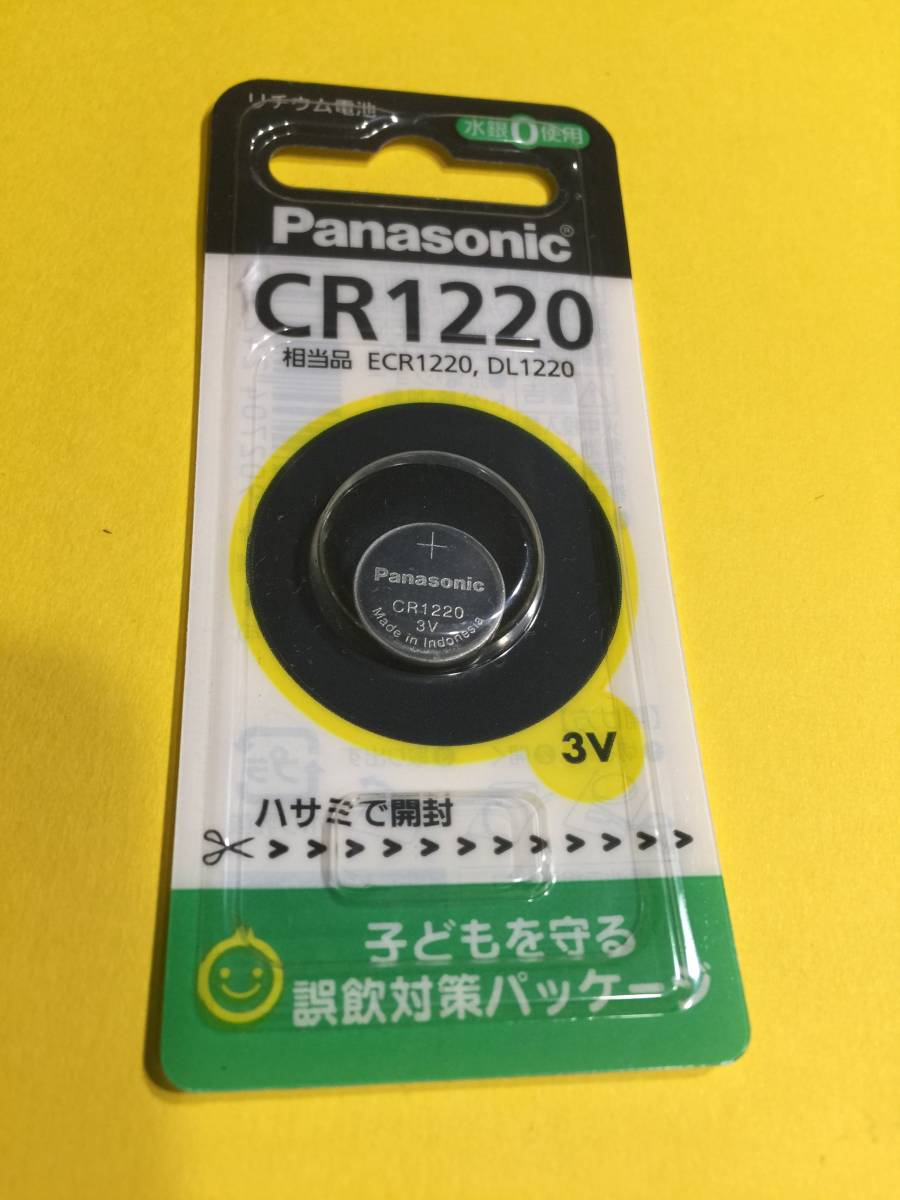 リチウム電池
水銀0使用
Panasonic®
CR1220
相当品 ECR1220, DL1220
+
Panasonic
CR1220
3V
Made in Indonesia
3V
ハサミで開封
子どもを守る
誤飲対策パッケージ